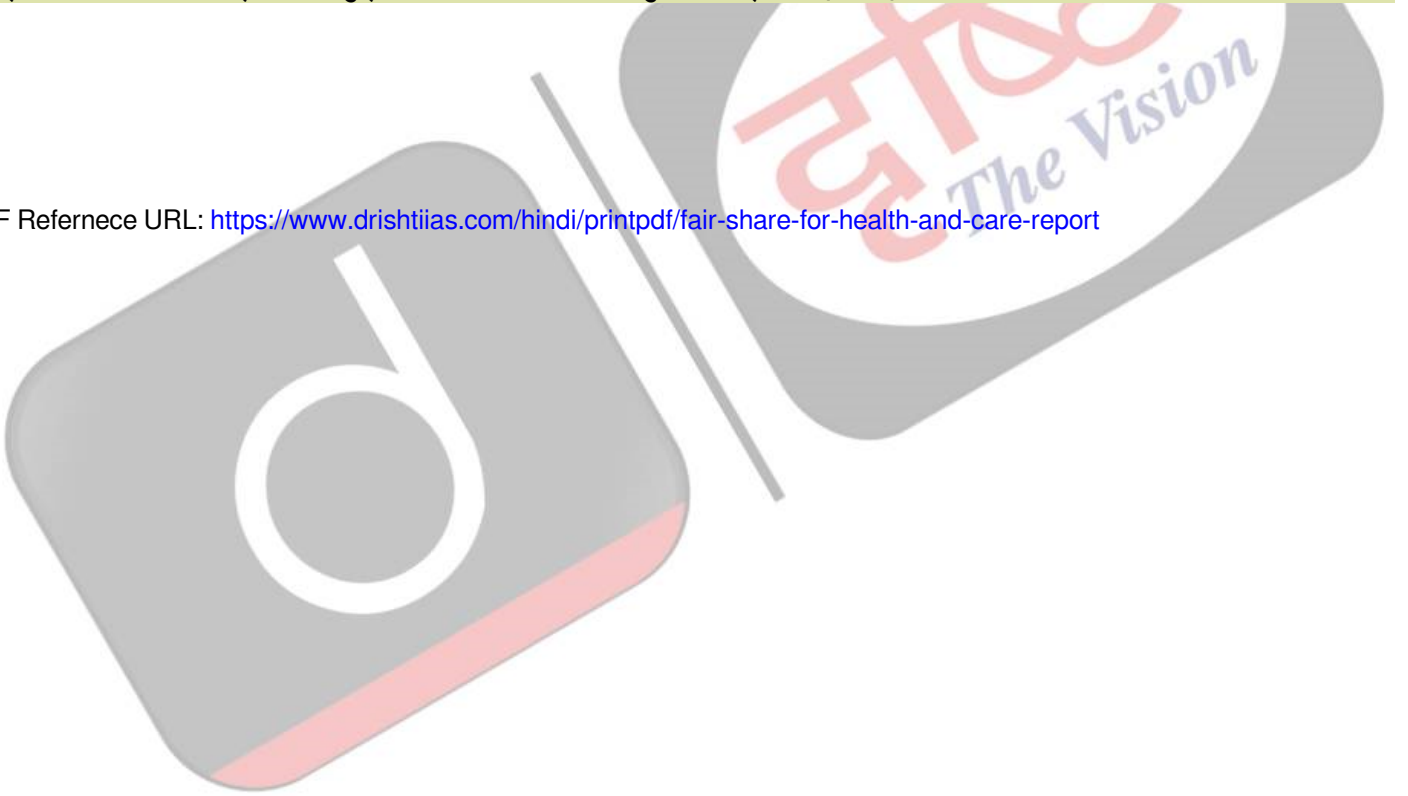 दृष्टि
The Vision
F Refernece URL: https://www.drishtiias.com/hindi/printpdf/fair-share-for-health-and-care-report
d